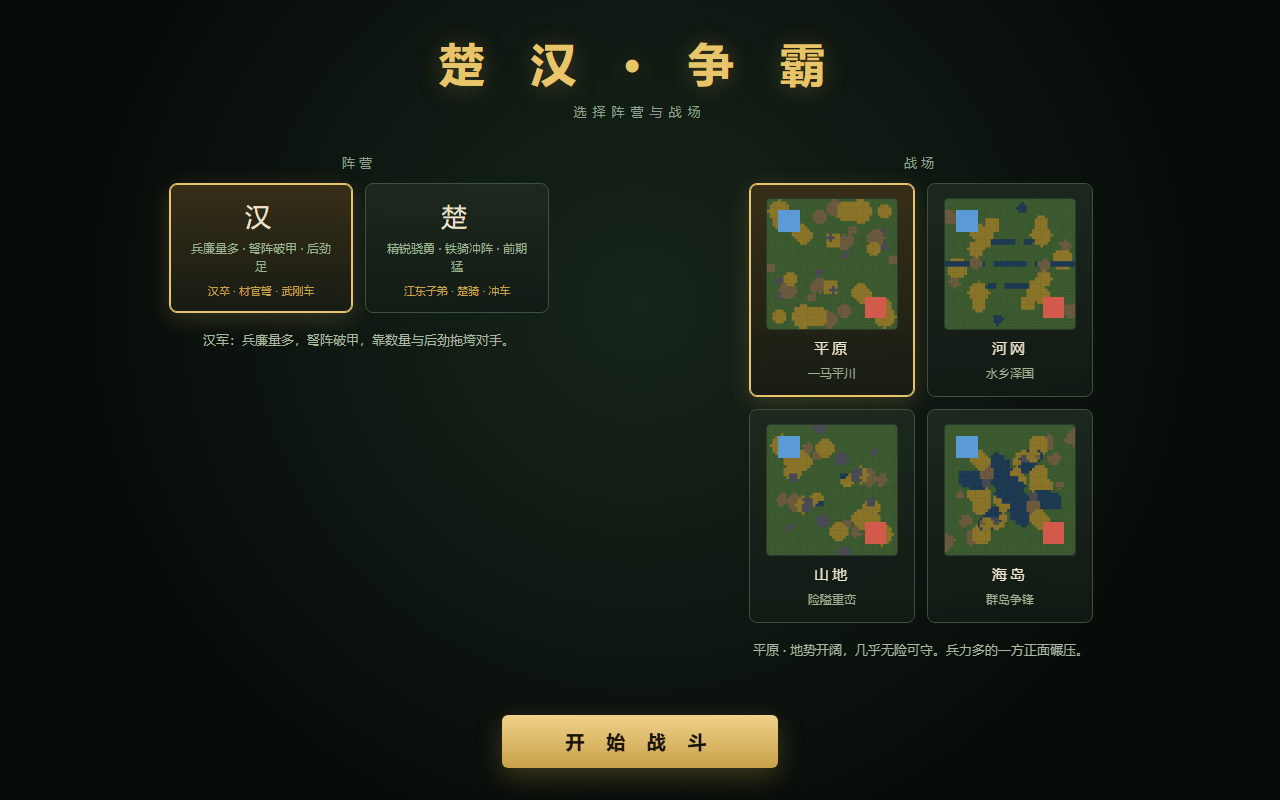 楚汉·争霸
选择阵营与战场
阵营
汉
兵廉量多·弩阵破甲·后劲
足
汉卒·材官弩·武刚车
楚
精锐骁勇·铁骑冲阵·前期
猛
江东子弟·楚骑·冲车
汉军：兵廉量多，弩阵破甲，靠数量与后劲拖垮对手。
战场
平原
一马平川
河网
水乡泽国
山地
险隘重峦
海岛
群岛争锋
平原·地势开阔，几乎无险可守。兵力多的一方正面碾压。
开始战斗